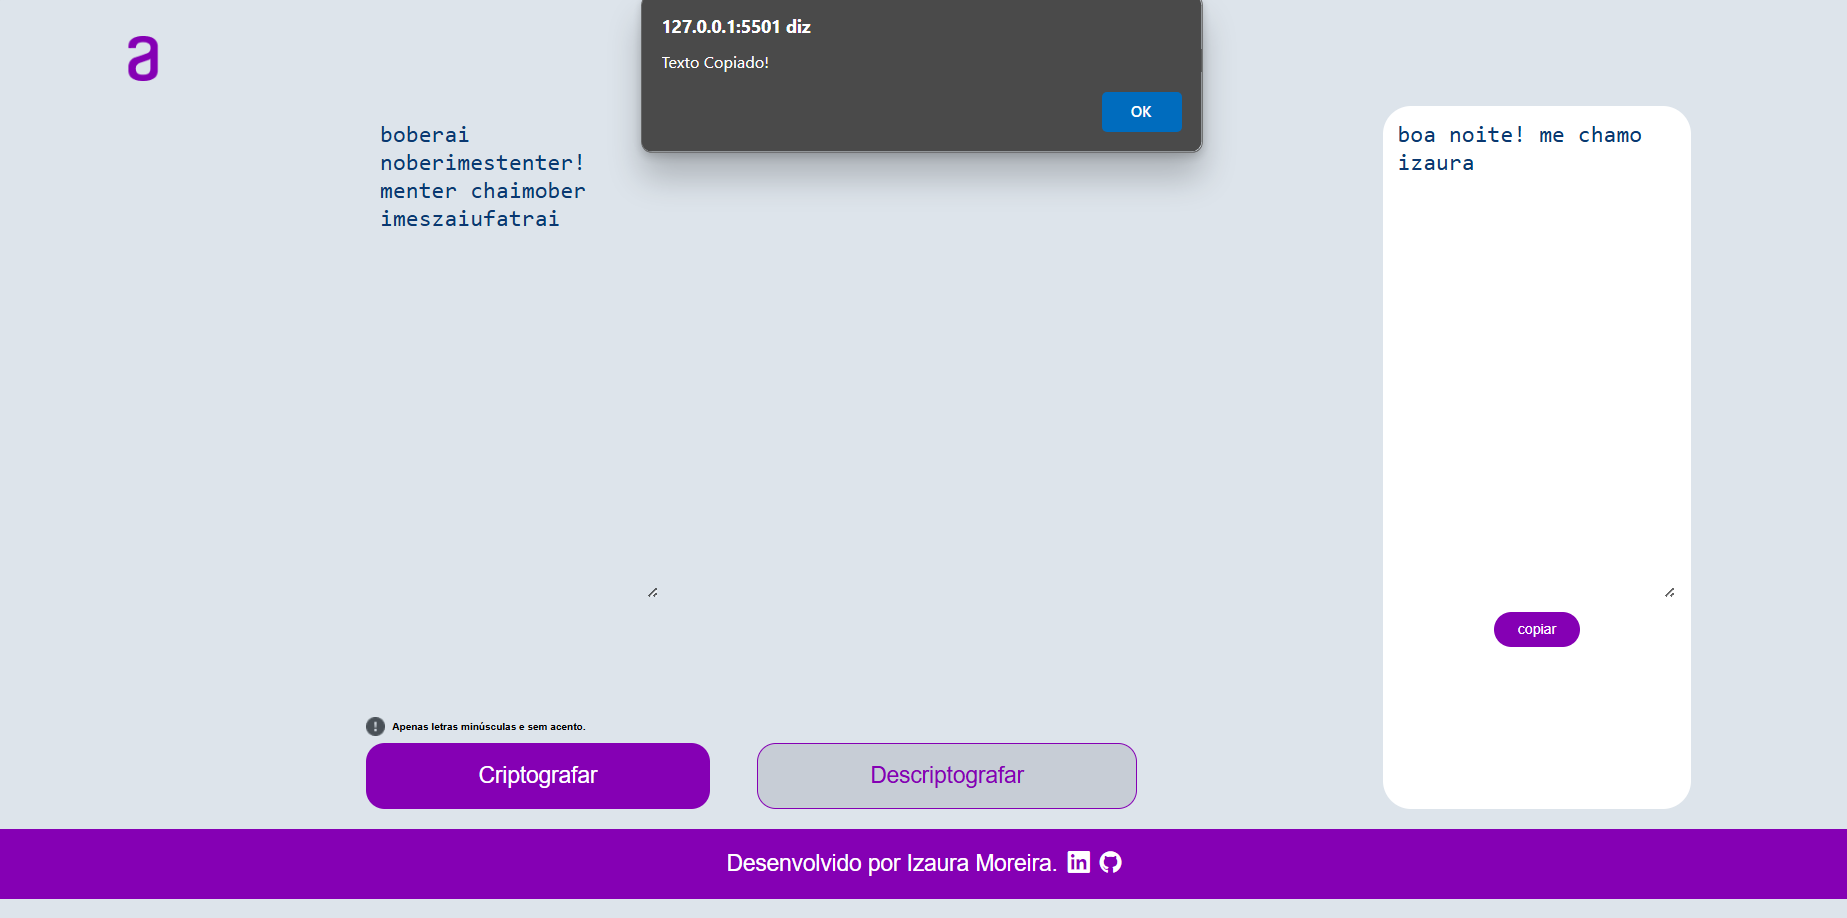 a
127.0.0.1:5501 diz
Texto Copiado!
OK
boberai
noberimestenter!
menter chaimober
imeszaiufatrai
boa noite! me chamo
izaura
copiar
! Apenas letras minúsculas e sem acento.
Criptografar
Descriptografar
Desenvolvido por Izaura Moreira. in